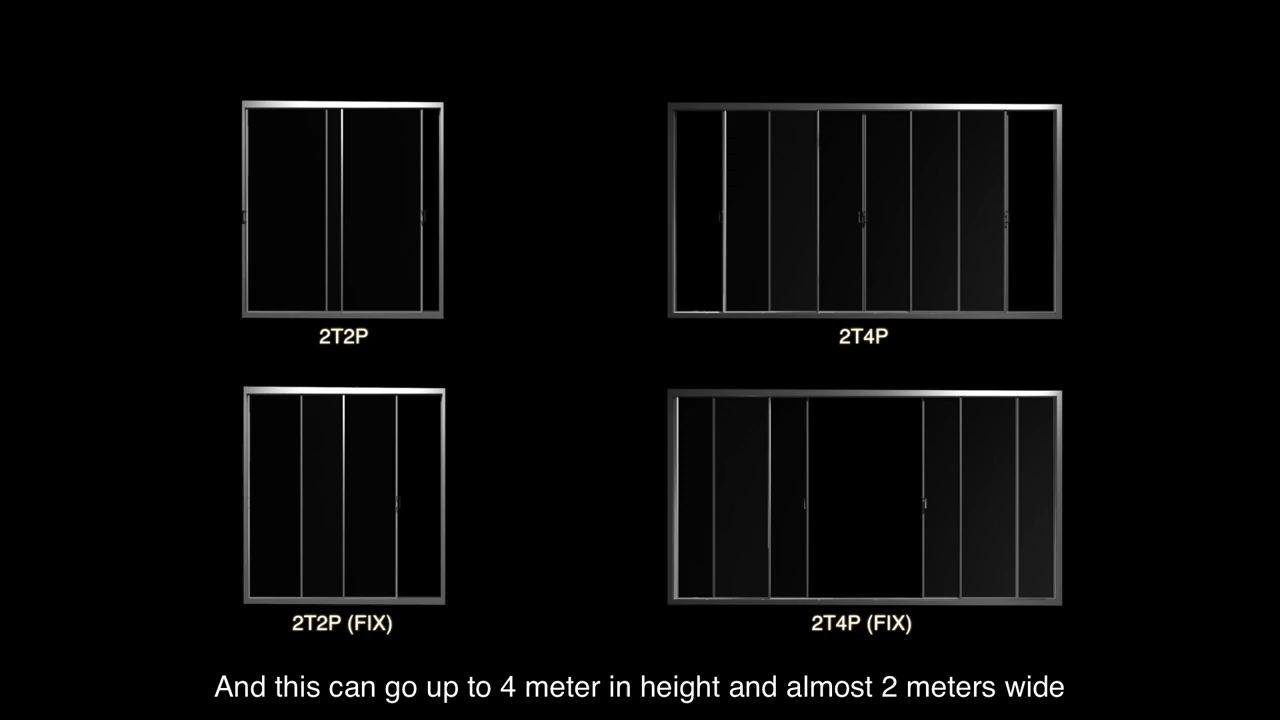 2T2P
2T4P
2T2P (FIX)
2T4P (FIX)
And this can go up to 4 meter in height and almost 2 meters wide